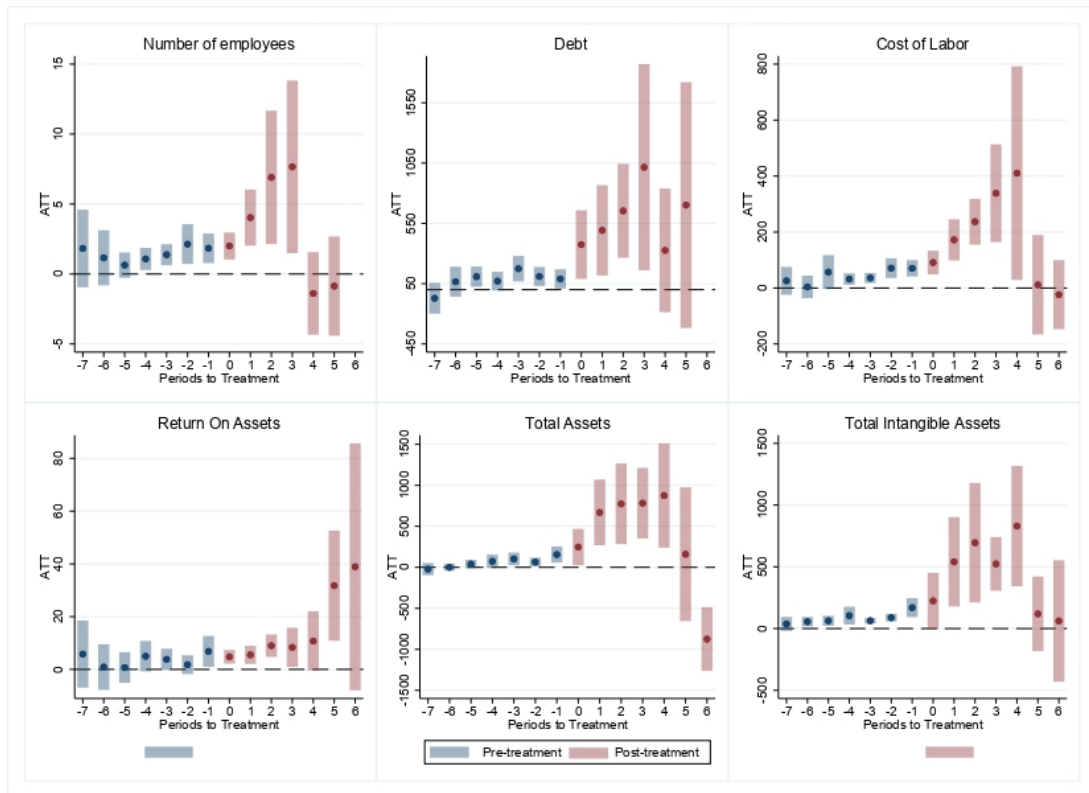 Number of employees
15
10
5
0
-5
ATT
-7 -6 -5 -4 -3 -2 -1 0 1 2 3 4 5 6
Periods to Treatment
Debt
1550
1050
550
50
-450
ATT
-7 -6 -5 -4 -3 -2 -1 0 1 2 3 4 5 6
Periods to Treatment
Cost of Labor
800
600
400
200
0
-200
ATT
-7 -6 -5 -4 -3 -2 -1 0 1 2 3 4 5 6
Periods to Treatment
Return On Assets
80
60
40
20
0
ATT
-7 -6 -5 -4 -3 -2 -1 0 1 2 3 4 5 6
Periods to Treatment
Total Assets
1500
1000
500
0
-500
-1000
-1500
ATT
-7 -6 -5 -4 -3 -2 -1 0 1 2 3 4 5 6
Periods to Treatment
Total Intangible Assets
1500
1000
500
0
-500
ATT
-7 -6 -5 -4 -3 -2 -1 0 1 2 3 4 5 6
Periods to Treatment
Pre-treatment Post-treatment